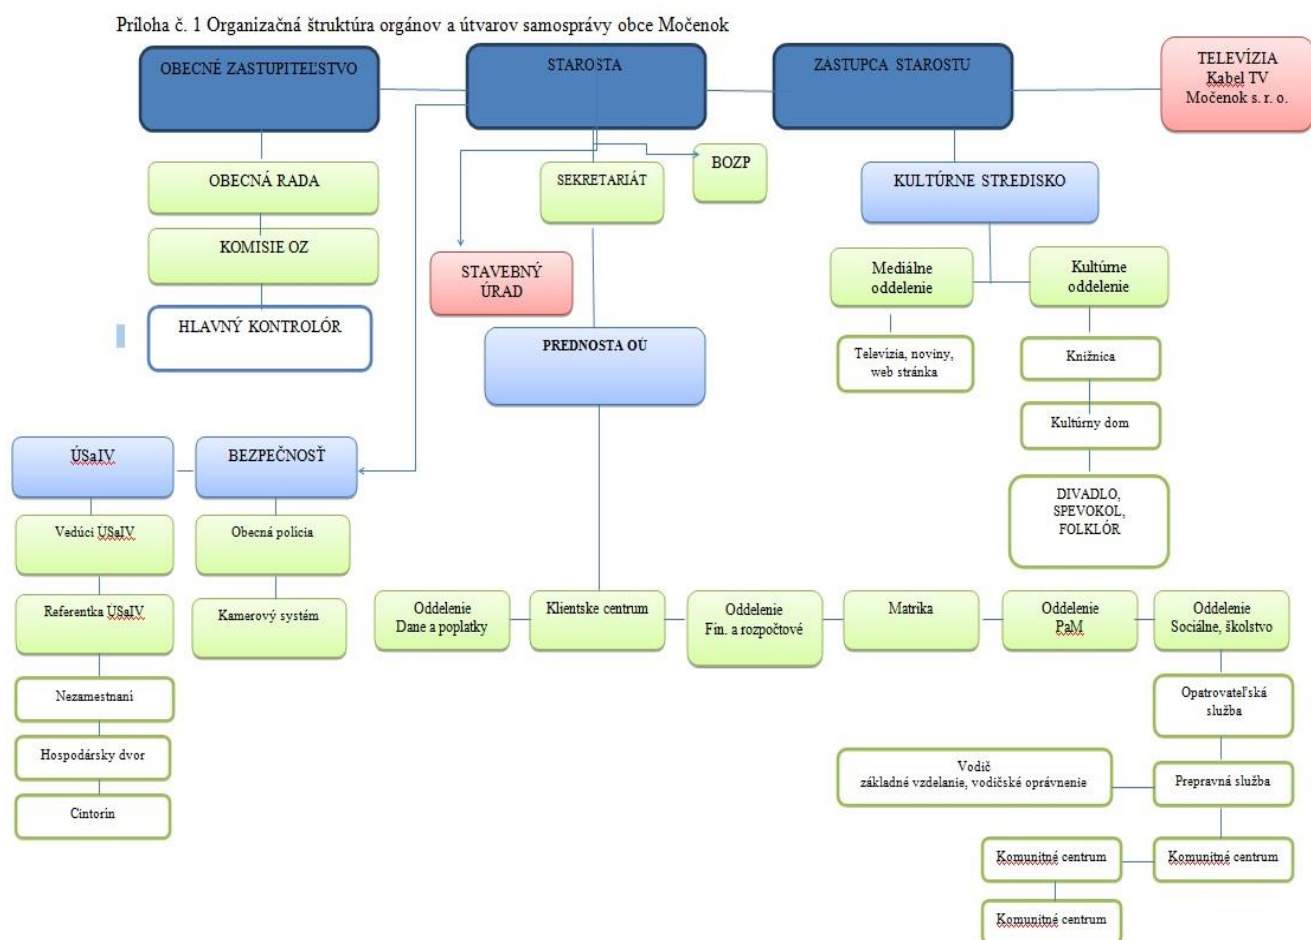 Príloha č. 1 Organizačná štruktúra orgánov a útvarov samosprávy obce Močenok
OBECNÉ ZASTUPITEĽSTVO
STAROSTA
ZÁSTUPCA STAROSTU
TELEVÍZIA
Kabel TV
Močenok s. r. o.
OBECNÁ RADA
SEKRETARIÁT
BOZP
KULTÚRNE STREDISKO
KOMISIE OZ
STAVEBNÝ
ÚRAD
Mediálne
oddelenie
Kultúrne
oddelenie
HLAVNÝ KONTROLÓR
PREDNOSTA OÚ
Televízia, noviny,
web stránka
Knižnica
Kultúrny dom
ÚSaIV
BEZPEČNOSŤ
DIVADLO,
SPEVOKOL,
FOLKLÓR
Vedúci ÚSaIV
Obecná polícia
Referentka ÚSaIV
Kamerový systém
Oddelenie
Dane a poplatky
Klientske centrum
Oddelenie
Fin. a rozpočtové
Matrika
Oddelenie
PaM
Oddelenie
Sociálne, školstvo
Nezamestnaní
Opatrovateľská
služba
Hospodársky dvor
Vodič
základné vzdelanie, vodičské oprávnenie
Prepravná služba
Cintorín
Komunitné centrum
Komunitné centrum
Komunitné centrum